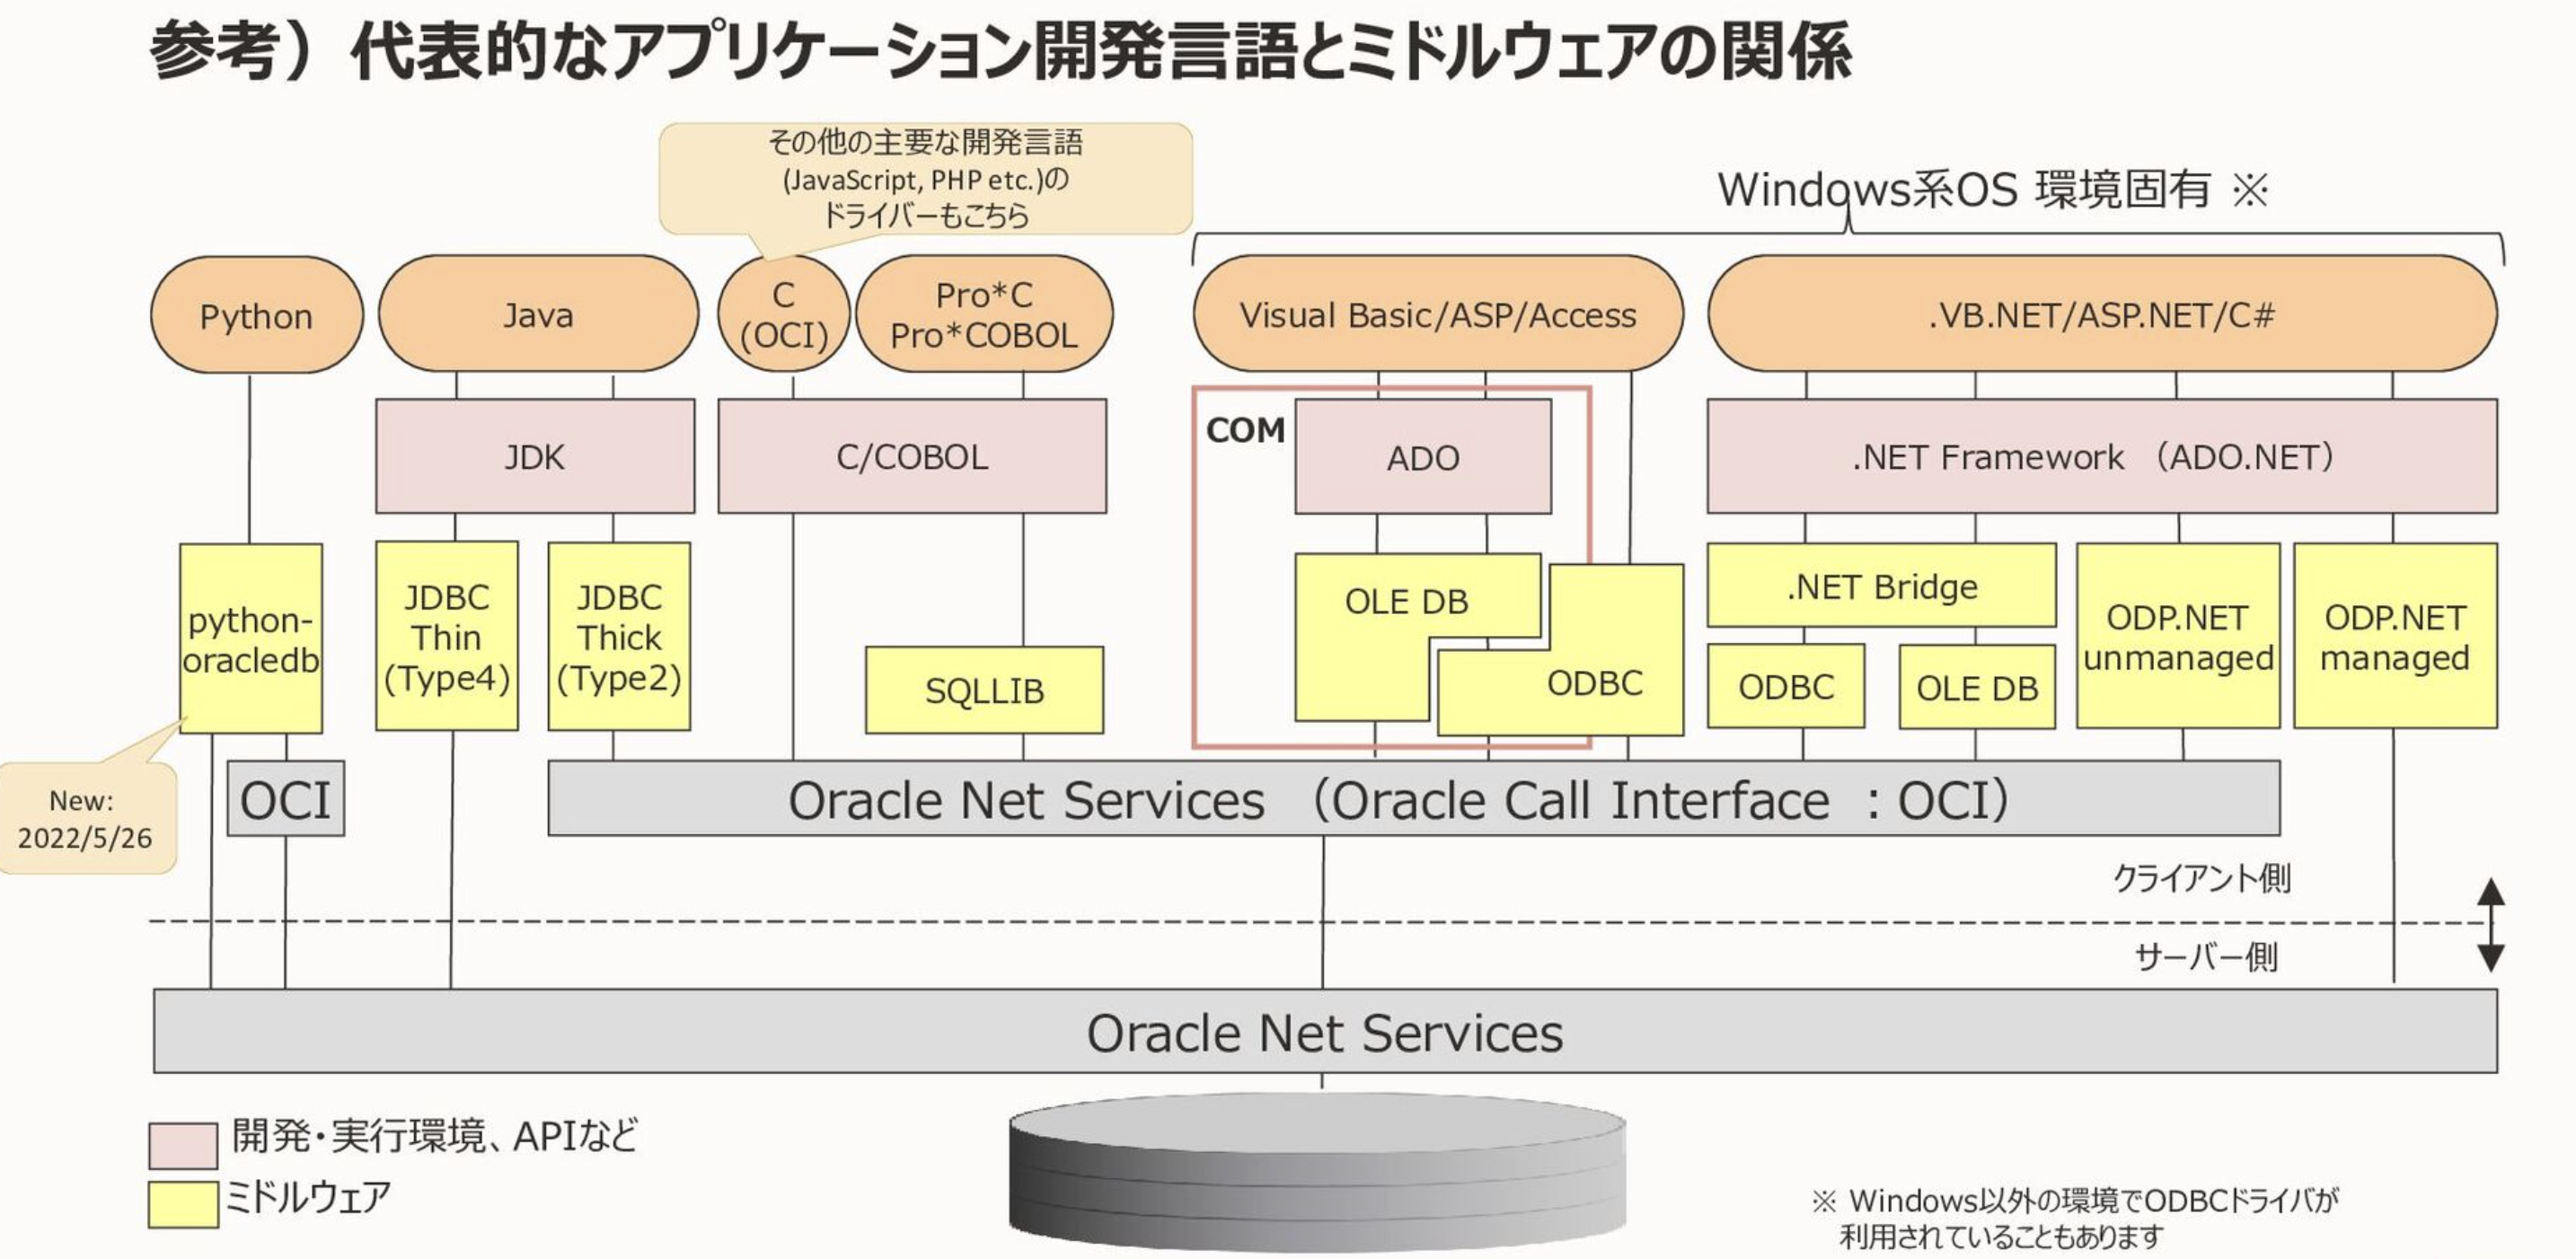 参考）代表的なアプリケーション開発言語とミドルウェアの関係
その他の主要な開発言語
(JavaScript, PHP etc.)の
ドライバーもこちら
Windows系OS 環境固有 ※
Python
Java
C
(OCI)
Pro*C
Pro*COBOL
Visual Basic/ASP/Access
.VB.NET/ASP.NET/C#
JDK
C/COBOL
COM
ADO
.NET Framework （ADO.NET）
python-
oracledb
JDBC
Thin
(Type4)
JDBC
Thick
(Type2)
SQLLIB
OLE DB
ODBC
.NET Bridge
ODBC
OLE DB
ODP.NET
unmanaged
ODP.NET
managed
New:
2022/5/26
OCI
Oracle Net Services （Oracle Call Interface ：OCI）
クライアント側
サーバー側
Oracle Net Services
開発・実行環境、APIなど
ミドルウェア
※ Windows以外の環境でODBCドライバが
利用されていることもあります